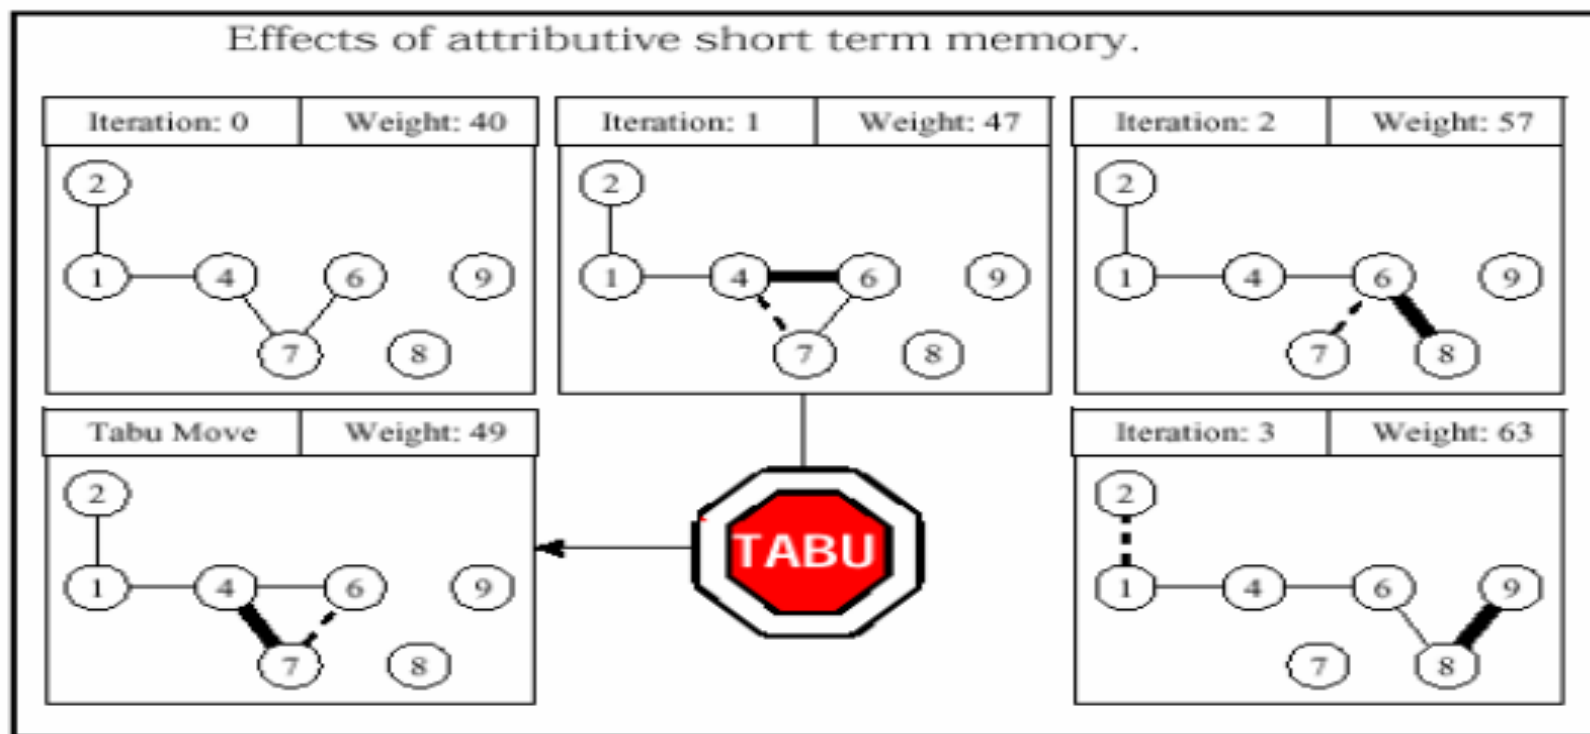 Effects of attributive short term memory.
Iteration: 0 Weight: 40
2
1 4 6 9
7 8
Iteration: 1 Weight: 47
2
1 4 6 9
7 8
Iteration: 2 Weight: 57
2
1 4 6 9
7 8
Tabu Move Weight: 49
2
1 4 6 9
7 8
TABU
Iteration: 3 Weight: 63
2
1 4 6 9
7 8